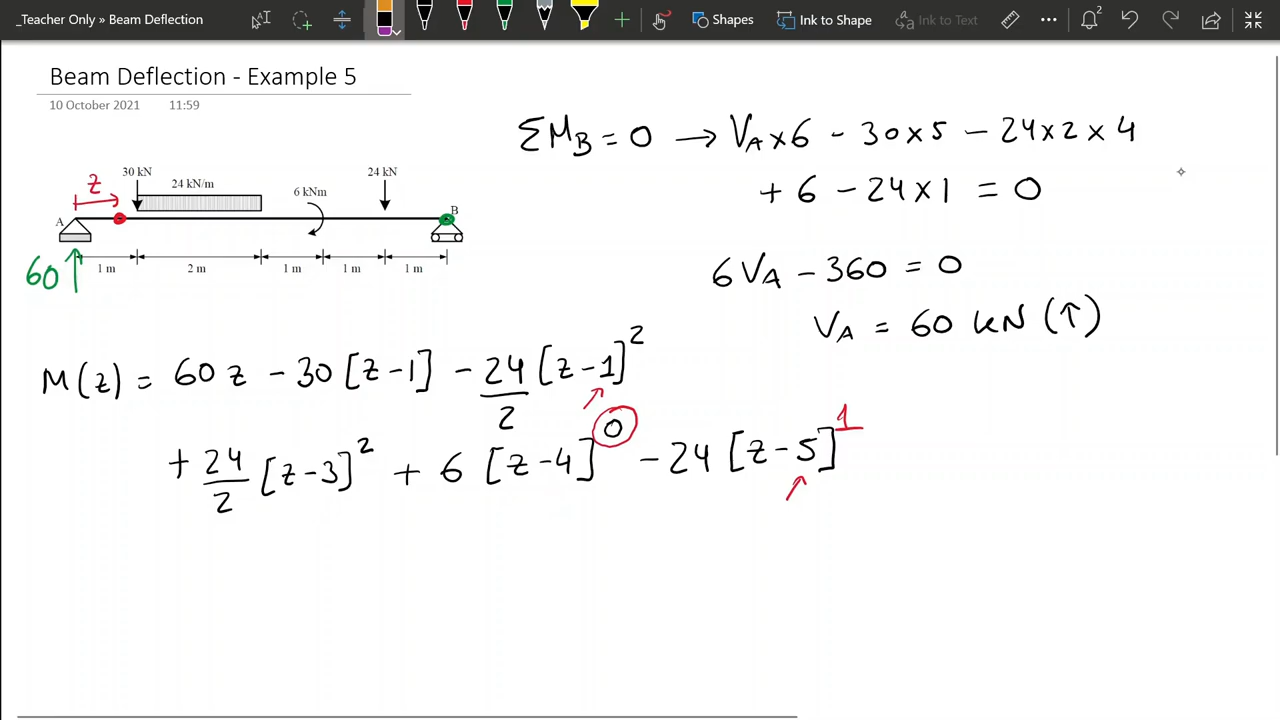 _Teacher Only » Beam Deflection
Shapes
Ink to Shape
Ink to Text
2
Beam Deflection - Example 5
10 October 2021 11:59
ΣM_B = 0 → V_A × 6 - 30×5 - 24×2×4
+ 6 - 24×1 = 0
6V_A - 360 = 0
V_A = 60 kN (↑)
30 kN
24 kN/m
6 kNm
24 kN
z
A
B
60
1 m
2 m
1 m
1 m
1 m
M(z) = 60z - 30[z-1] - 24/2 [z-1]^2
+ 24/2 [z-3]^2 + 6 [z-4]^0 - 24 [z-5]^1